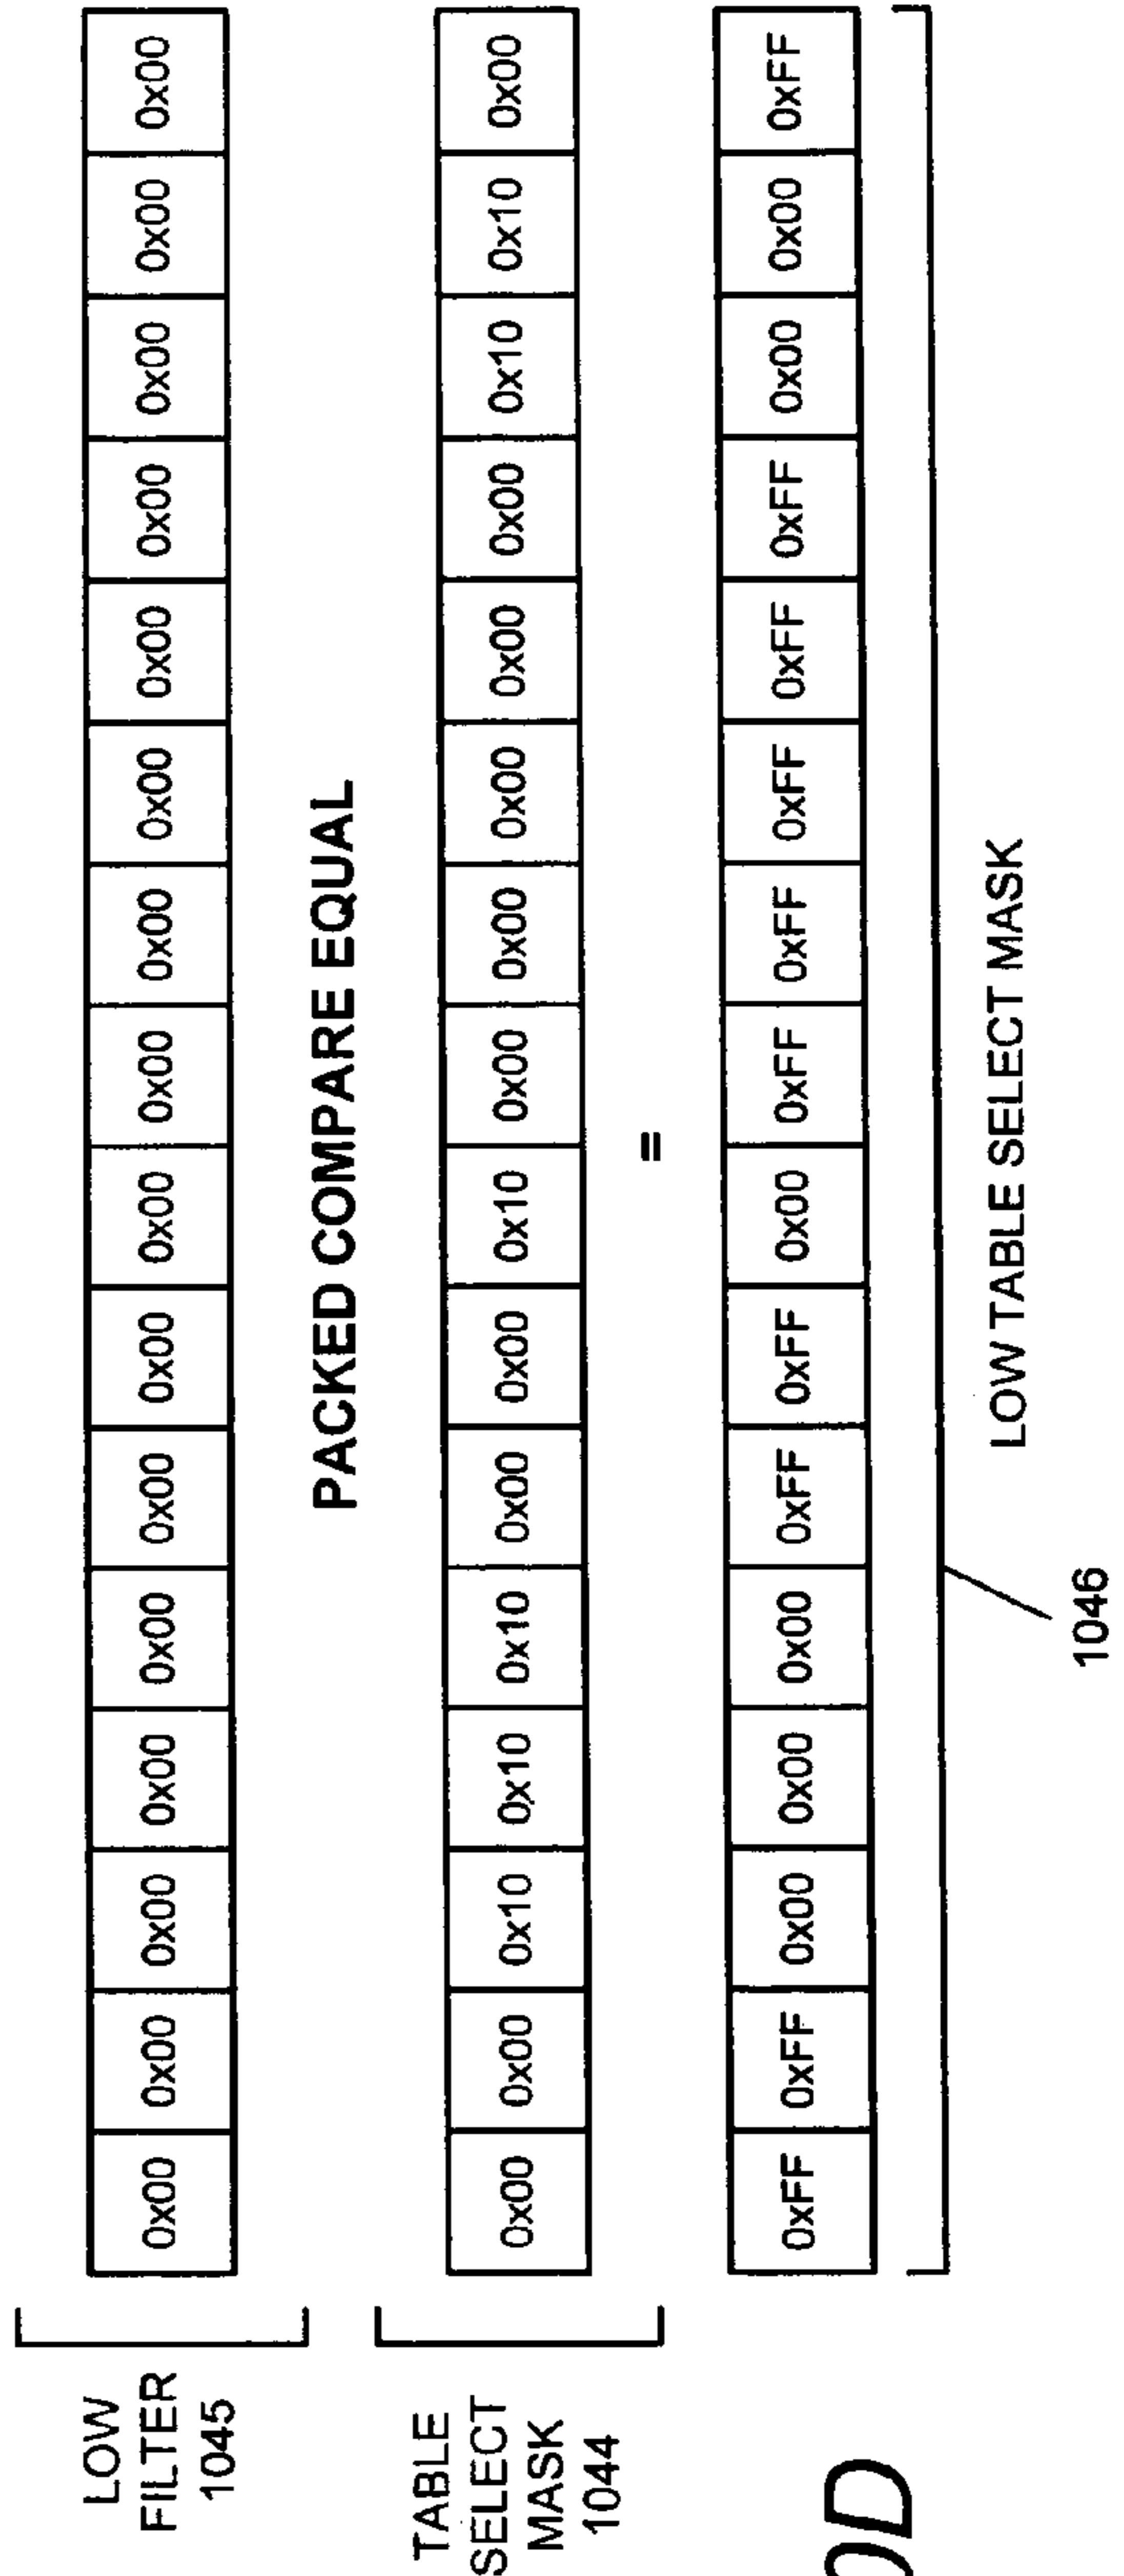 LOW
FILTER
1045
0x00 0x00 0x00 0x00 0x00 0x00 0x00 0x00 0x00 0x00 0x00 0x00 0x00 0x00 0x00 0x00
PACKED COMPARE EQUAL
TABLE
SELECT
MASK
1044
0x00 0x00 0x10 0x10 0x10 0x00 0x00 0x10 0x00 0x00 0x00 0x00 0x00 0x10 0x10 0x00
=
0xFF 0xFF 0x00 0x00 0x00 0xFF 0xFF 0x00 0xFF 0xFF 0xFF 0xFF 0xFF 0x00 0x00 0xFF
1046
LOW TABLE SELECT MASK
0D